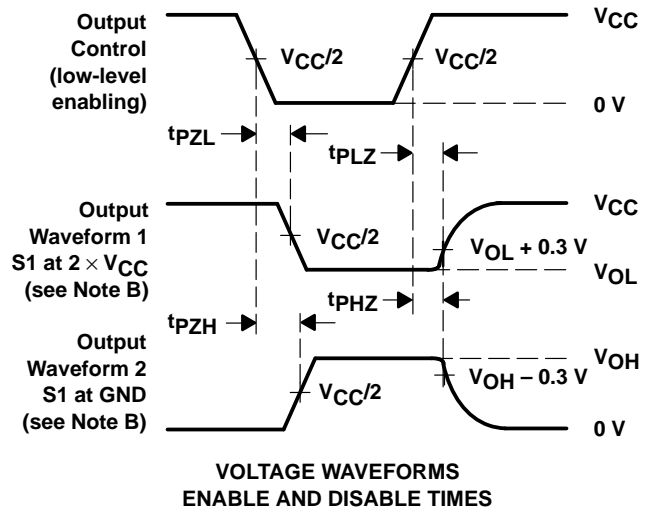 Output
Control
(low-level
enabling)
VCC/2
VCC/2
VCC
0 V
tPZL
tPLZ
Output
Waveform 1
S1 at 2 × VCC
(see Note B)
VCC/2
VCC
VOL + 0.3 V
VOL
tPZH
tPHZ
Output
Waveform 2
S1 at GND
(see Note B)
VCC/2
VOH
VOH – 0.3 V
0 V
VOLTAGE WAVEFORMS
ENABLE AND DISABLE TIMES